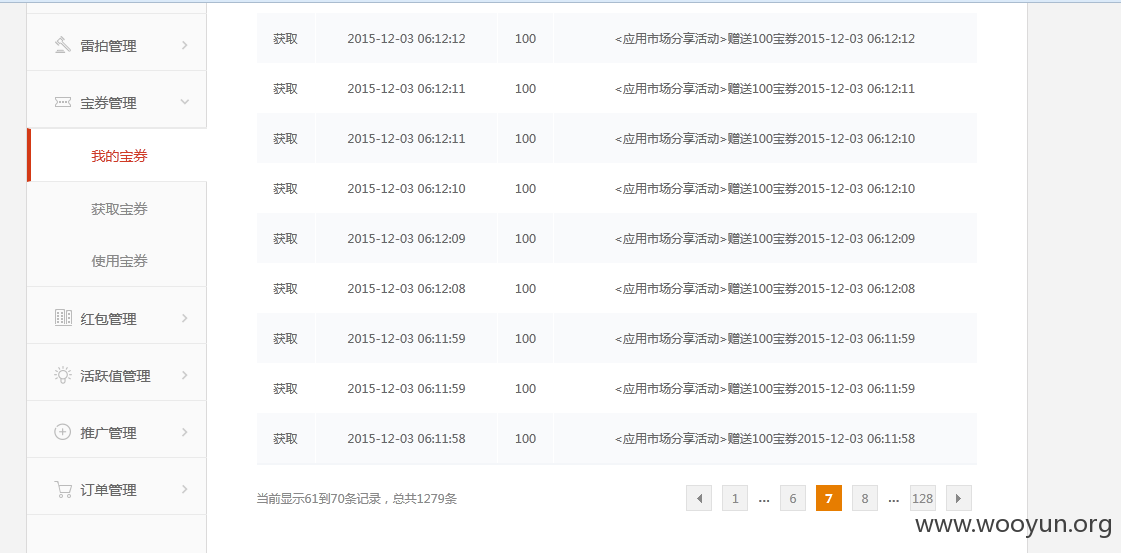 雷拍管理
宝券管理
我的宝券
获取宝券
使用宝券
红包管理
活跃值管理
推广管理
订单管理
获取 2015-12-03 06:12:12 100 <应用市场分享活动>赠送100宝券2015-12-03 06:12:12
获取 2015-12-03 06:12:11 100 <应用市场分享活动>赠送100宝券2015-12-03 06:12:11
获取 2015-12-03 06:12:11 100 <应用市场分享活动>赠送100宝券2015-12-03 06:12:10
获取 2015-12-03 06:12:10 100 <应用市场分享活动>赠送100宝券2015-12-03 06:12:10
获取 2015-12-03 06:12:09 100 <应用市场分享活动>赠送100宝券2015-12-03 06:12:09
获取 2015-12-03 06:12:08 100 <应用市场分享活动>赠送100宝券2015-12-03 06:12:08
获取 2015-12-03 06:11:59 100 <应用市场分享活动>赠送100宝券2015-12-03 06:11:59
获取 2015-12-03 06:11:59 100 <应用市场分享活动>赠送100宝券2015-12-03 06:11:59
获取 2015-12-03 06:11:58 100 <应用市场分享活动>赠送100宝券2015-12-03 06:11:58
当前显示61到70条记录，总共1279条 1 ... 6 7 8 ... 128
www.wooyun.org